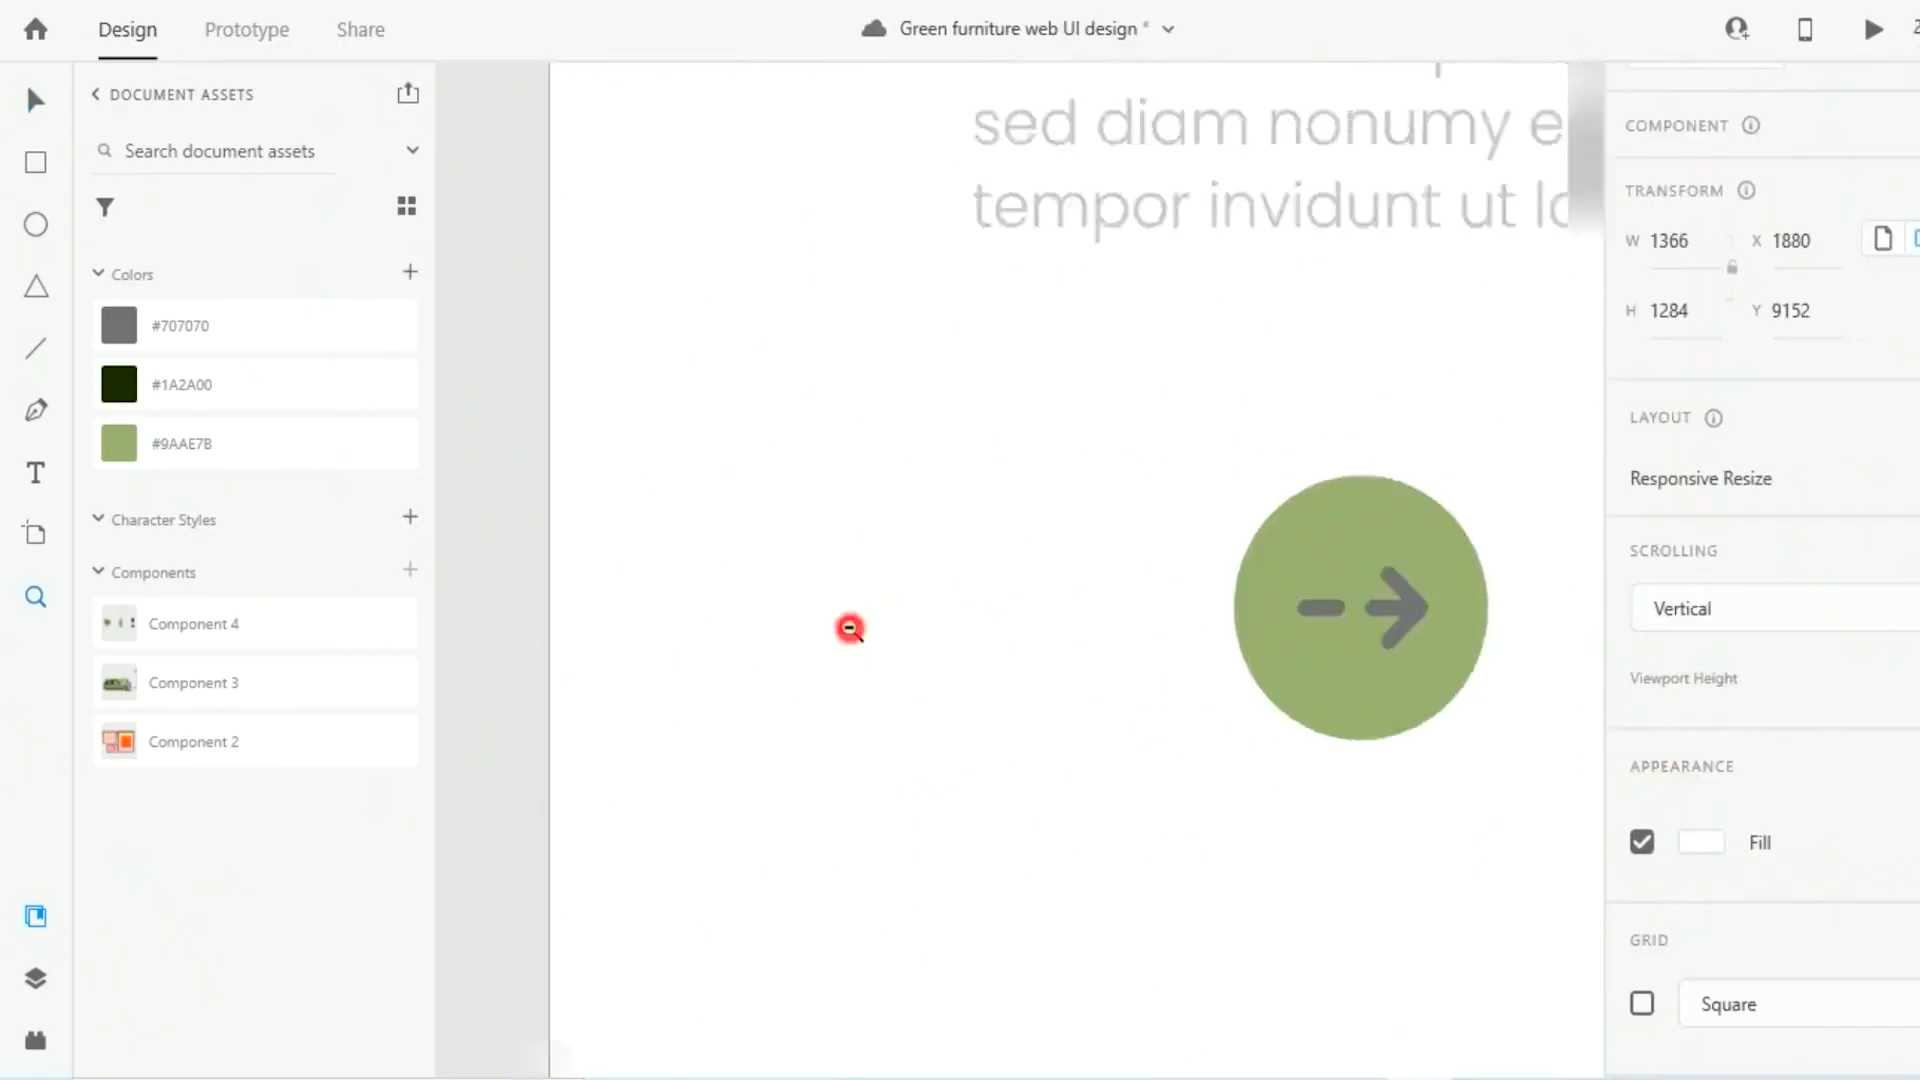 Design
Prototype
Share
Green furniture web UI design *
DOCUMENT ASSETS
Search document assets
Colors
#707070
#1A2A00
#9AAE7B
Character Styles
Components
Component 4
Component 3
Component 2
sed diam nonumy e
tempor invidunt ut
COMPONENT
TRANSFORM
W 1366 X 1880
H 1284 Y 9152
LAYOUT
Responsive Resize
SCROLLING
Vertical
Viewport Height
APPEARANCE
Fill
GRID
Square